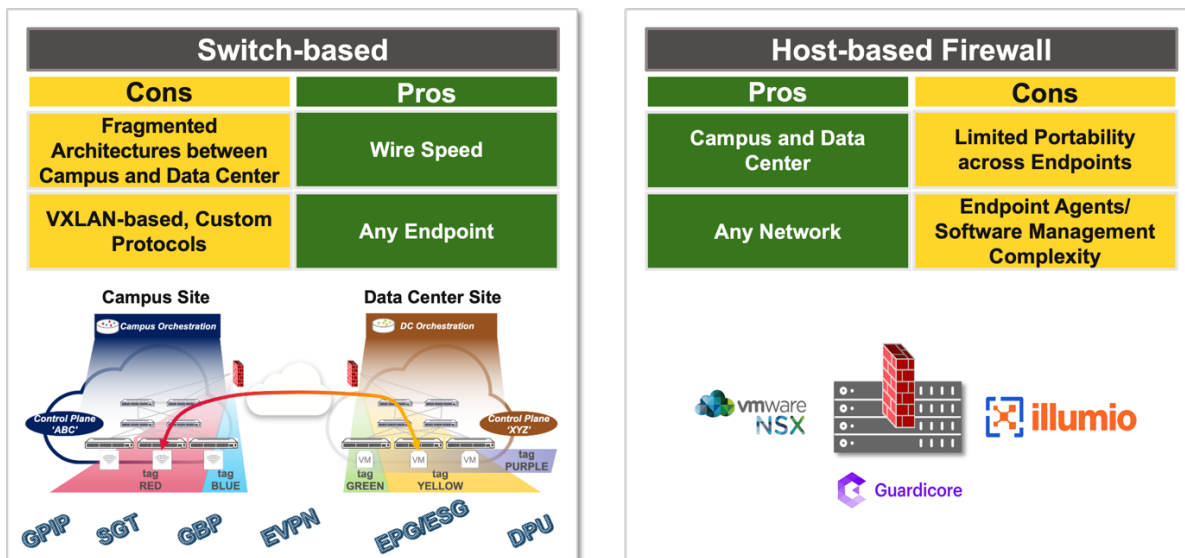 Switch-based
Cons
Pros
Fragmented
Architectures between
Campus and Data Center
Wire Speed
VXLAN-based, Custom
Protocols
Any Endpoint
Campus Site
Data Center Site
Campus Orchestration
DC Orchestration
Control Plane
'ABC'
Control Plane
'XYZ'
VM
VM
VM
tag
RED
tag
BLUE
tag
GREEN
tag
YELLOW
tag
PURPLE
GPIP
SGT
GBP
EVPN
EPG/ESG
DPU
Host-based Firewall
Pros
Cons
Campus and Data
Center
Limited Portability
across Endpoints
Any Network
Endpoint Agents/
Software Management
Complexity
vmware
NSX
illumio
Guardicore